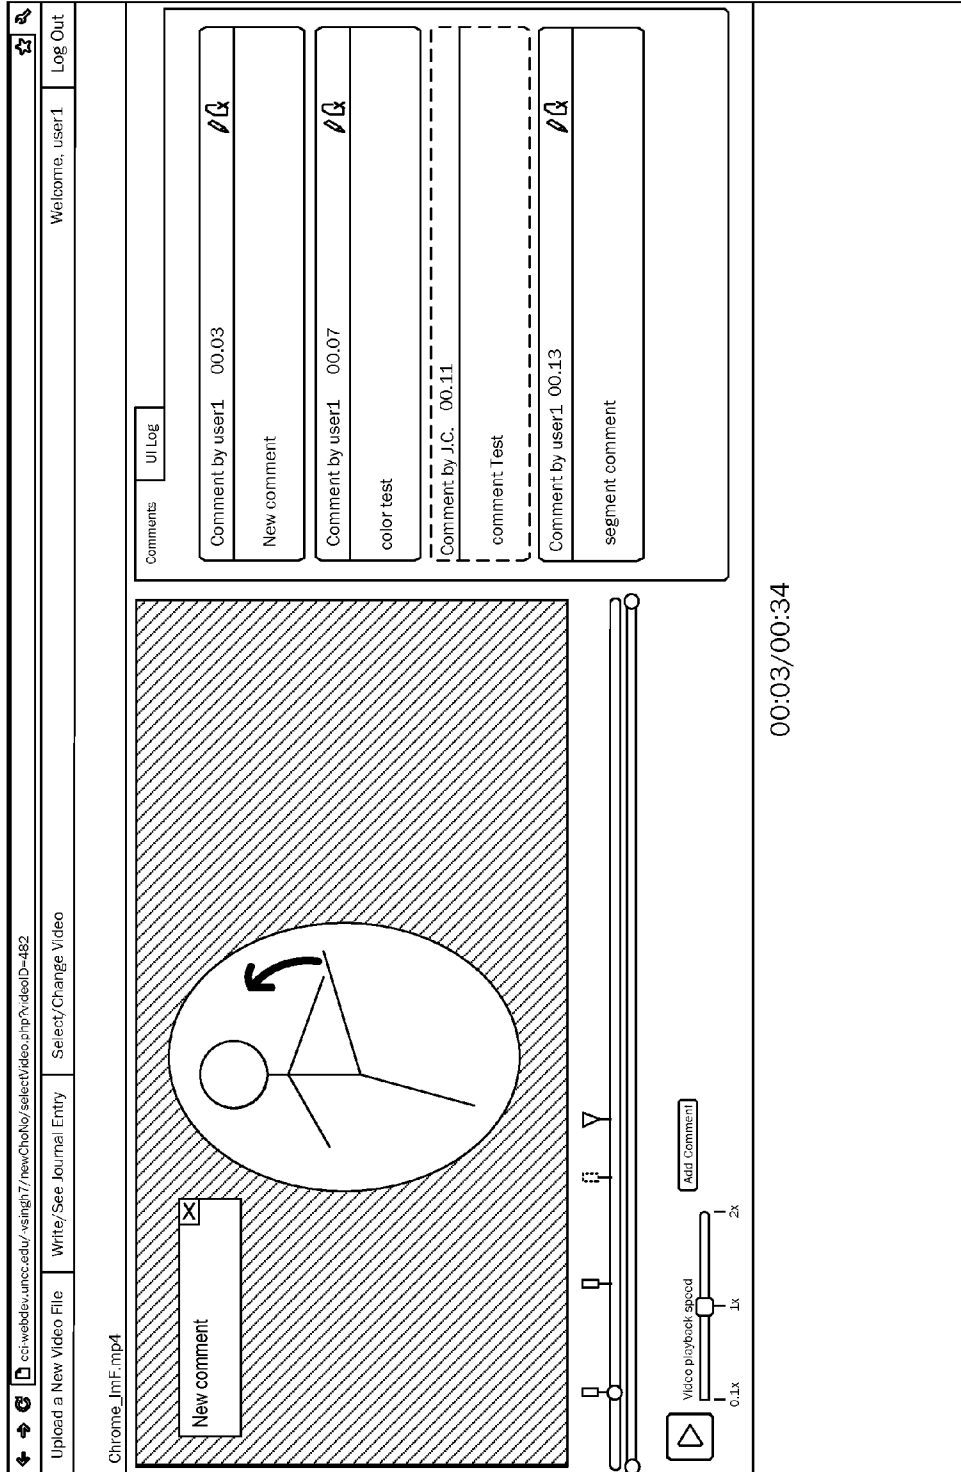 cci-webdev.uncc.edu/~vsingh7/newChoNo/selectVideo.php?videoID=482
Upload a New Video File
Write/See Journal Entry
Select/Change Video
Welcome, user1
Log Out
Chrome_ImF.mp4
New comment
Comments
UI Log
Comment by user1 00.03
New comment
Comment by user1 00.07
color test
Comment by J.C. 00.11
comment Test
Comment by user1 00.13
segment comment
Video playback speed
0.1x
1x
2x
Add Comment
00:03/00:34